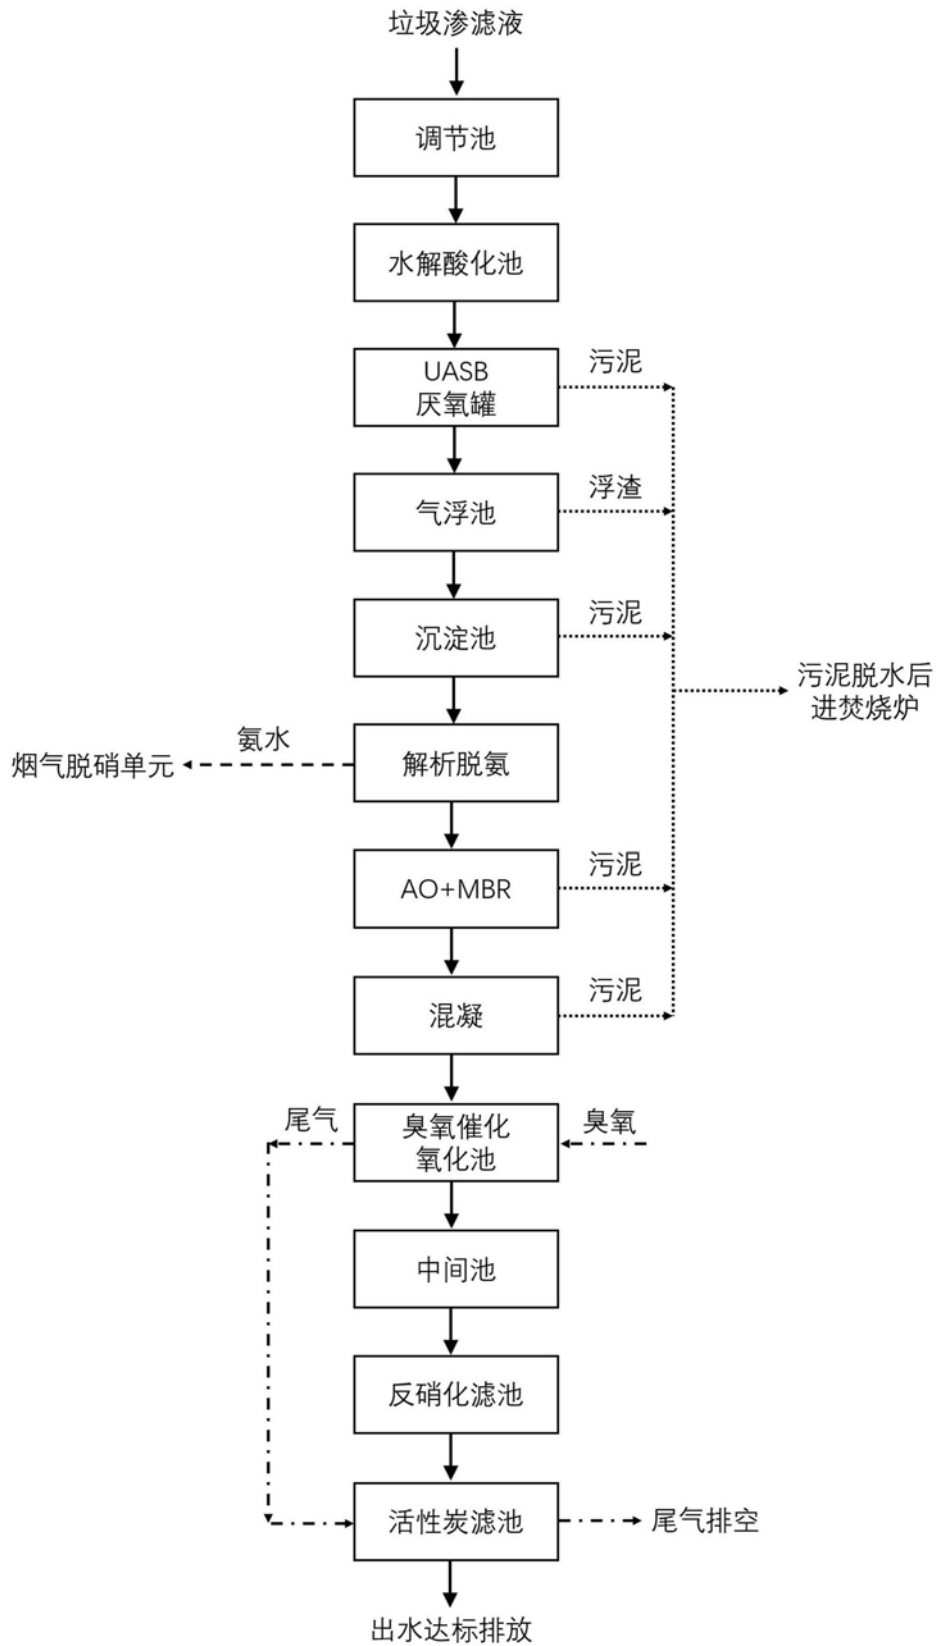 垃圾渗滤液
调节池
水解酸化池
UASB
厌氧罐
污泥
气浮池
浮渣
沉淀池
污泥
污泥脱水后
进焚烧炉
氨水
烟气脱硝单元
解析脱氨
AO+MBR
污泥
混凝
污泥
尾气
臭氧催化
氧化池
臭氧
中间池
反硝化滤池
活性炭滤池
尾气排空
出水达标排放